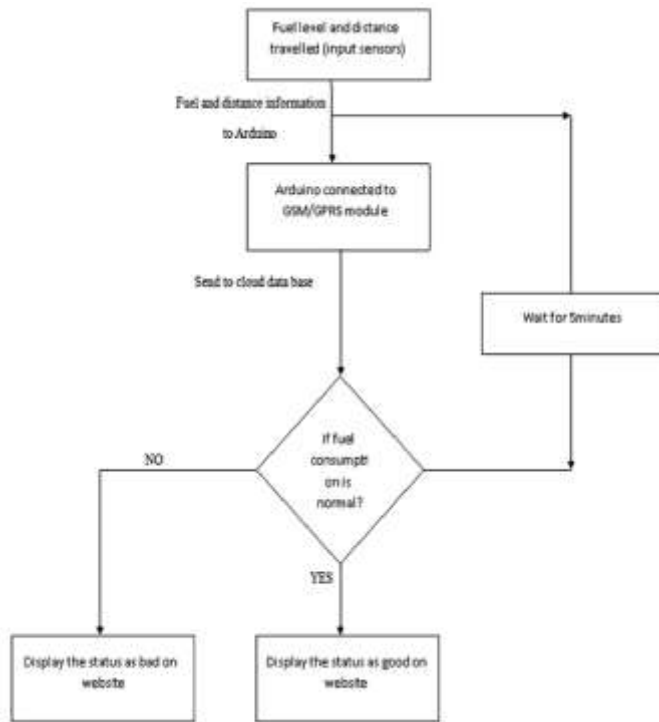 Fuel level and distance
travelled (input sensors)
Fuel and distance information
to Arduino
Arduino connected to
GSM/GPRS module
Send to cloud data base
Wait for 5minutes
If fuel
consumpti
on is
normal?
NO
YES
Display the status as bad on
website
Display the status as good on
website